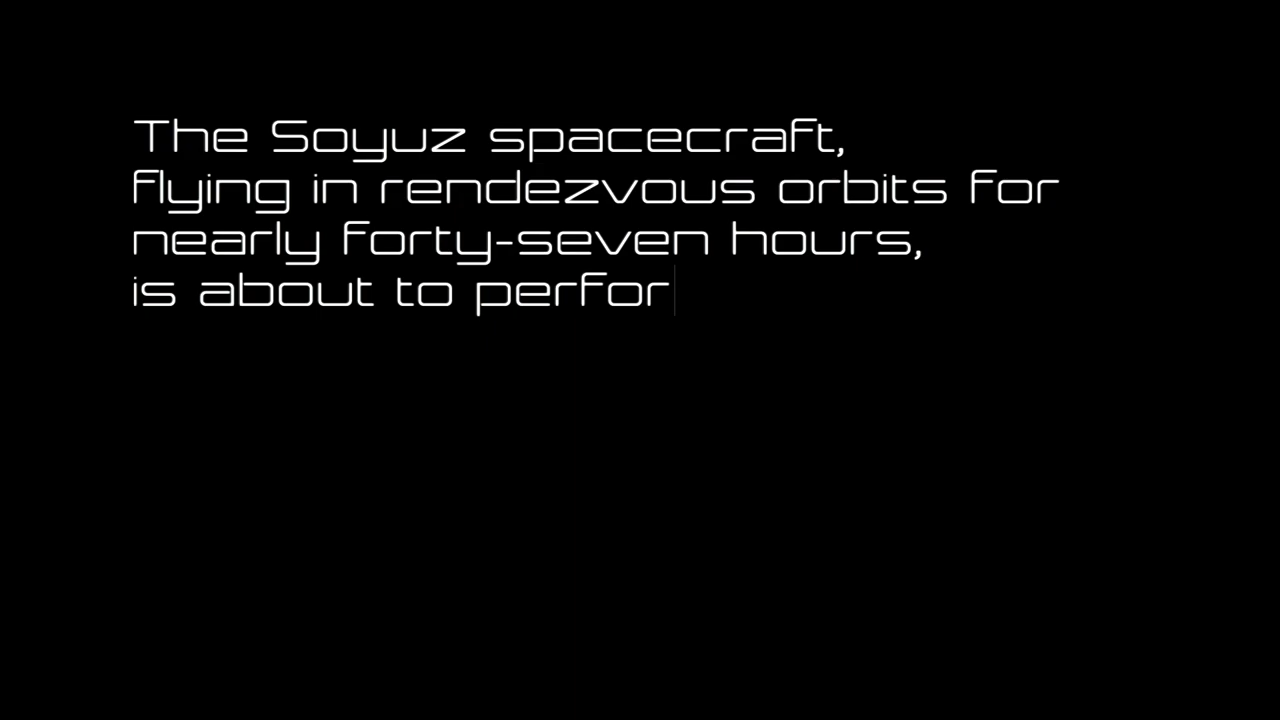 The Soyuz spacecraft,
flying in rendezvous orbits for
nearly forty-seven hours,
is about to perfor